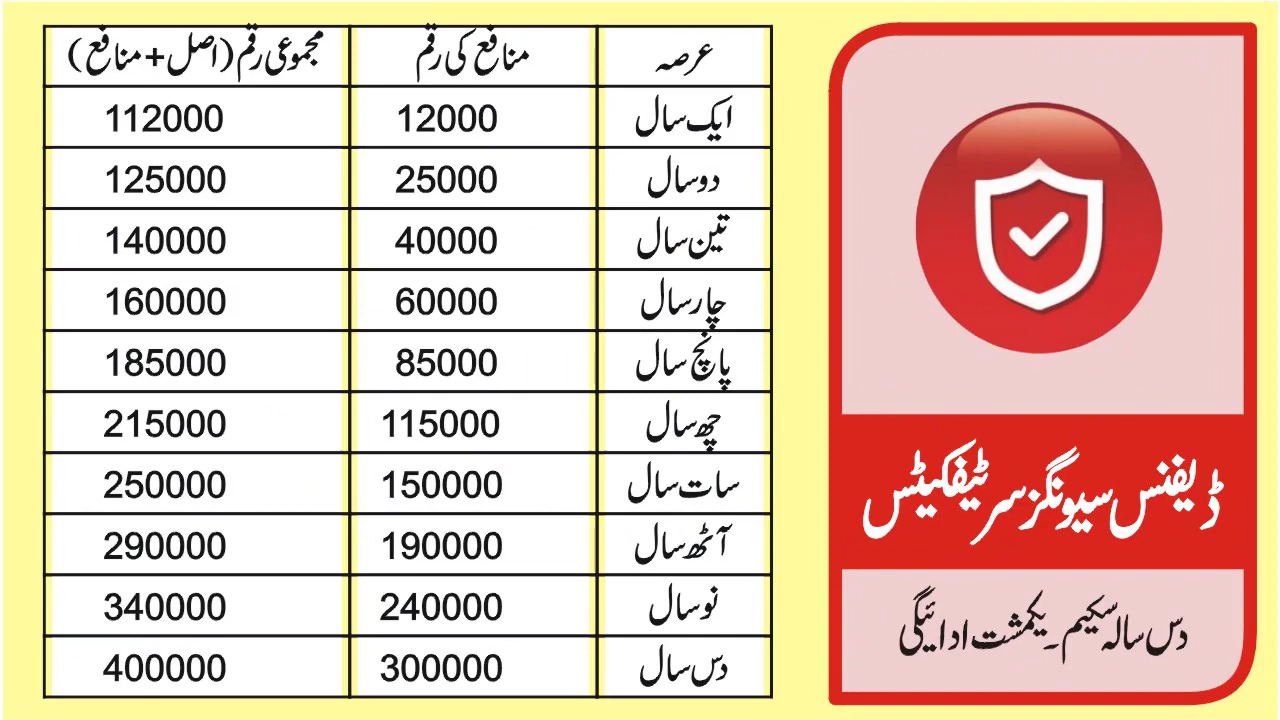 عرصہ منافع کی رقم مجموعی رقم (اصل + منافع)
ایک سال 12000 112000
دو سال 25000 125000
تین سال 40000 140000
چار سال 60000 160000
پانچ سال 85000 185000
چھ سال 115000 215000
سات سال 150000 250000
آٹھ سال 190000 290000
نو سال 240000 340000
دس سال 300000 400000
ڈیفنس سیونگز سرٹیفکیٹس
دس سالہ سکیم۔ یکمشت ادائیگی